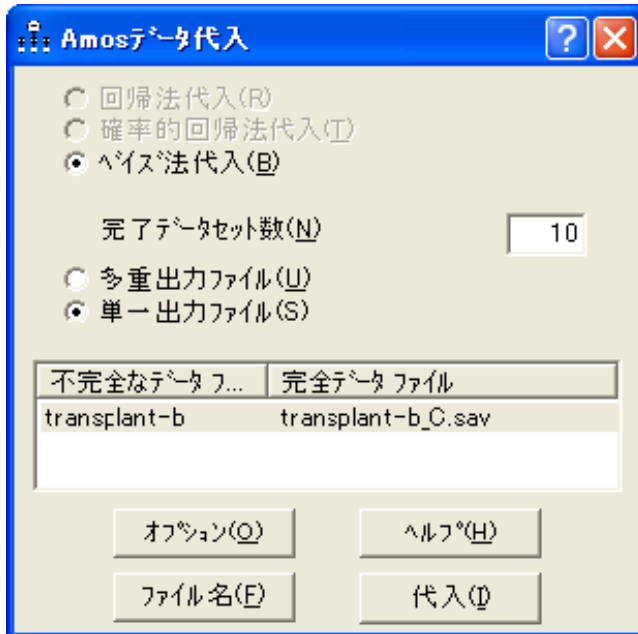 Amosﾃﾞｰﾀ代入
回帰法代入(R)
確率的回帰法代入(T)
ﾍﾞｲｽﾞ法代入(B)
完了ﾃﾞｰﾀセット数(N)
10
多重出力ﾌｧｲﾙ(U)
単一出力ﾌｧｲﾙ(S)
不完全なﾃﾞｰﾀ ﾌ... 完全ﾃﾞｰﾀ ﾌｧｲﾙ
transplant-b transplant-b_C.sav
ｵﾌﾟｼｮﾝ(O) ﾍﾙﾌﾟ(H)
ﾌｧｲﾙ名(F) 代入(I)